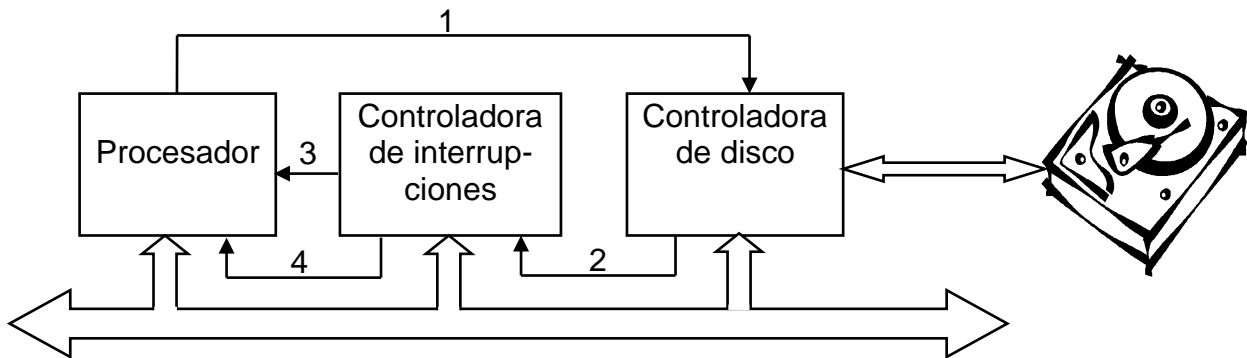 1
Procesador
Controladora
de interrup-
ciones
Controladora
de disco
3
4
2